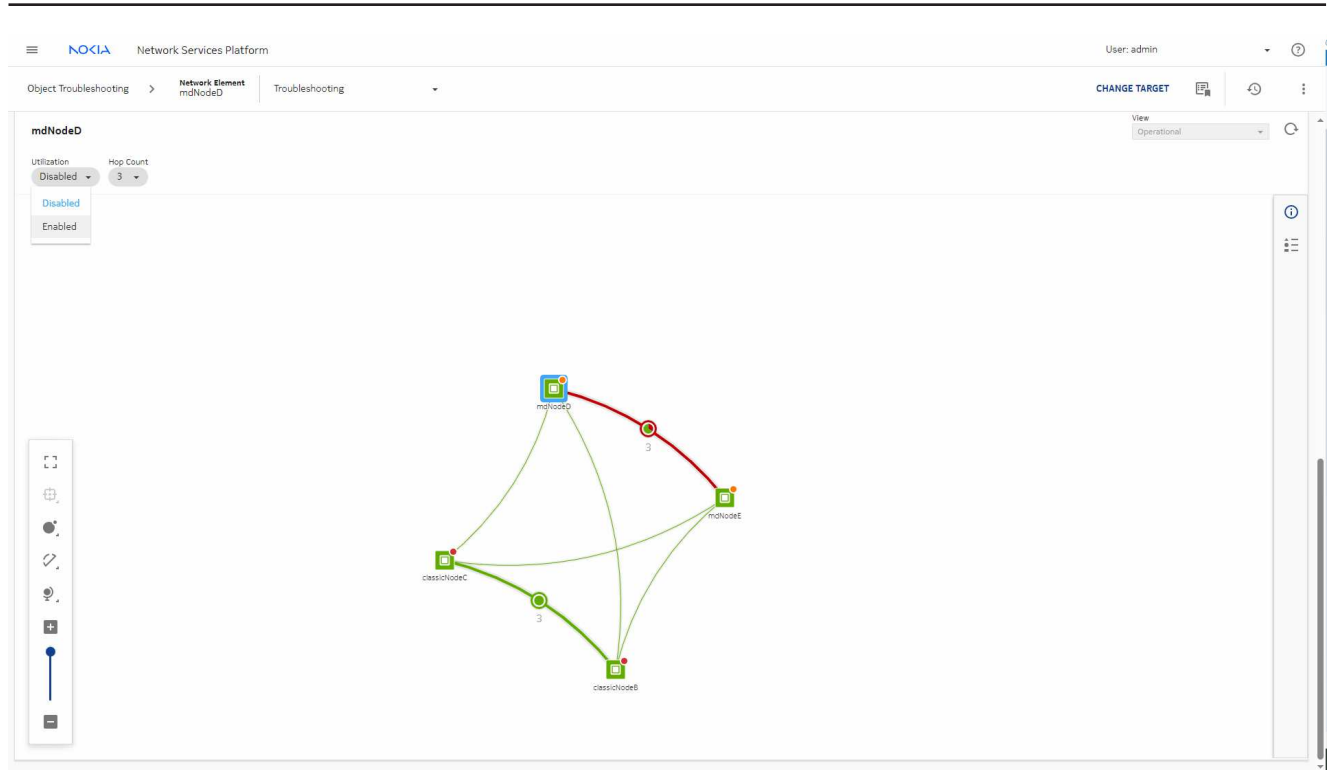 NOKIA Network Services Platform User: admin
Object Troubleshooting > Network Element
mdNodeD Troubleshooting CHANGE TARGET
mdNodeD View
Operational
Utilization Hop Count
Disabled 3
Disabled
Enabled
mdNodeD
3
mdNodeE
classicNodeC
3
classicNodeB